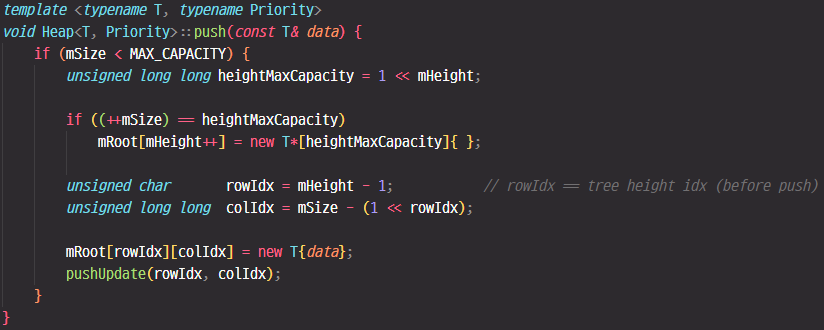 template <typename T, typename Priority>
void Heap<T, Priority>::push(const T& data) {
    if (mSize < MAX_CAPACITY) {
        unsigned long long heightMaxCapacity = 1 << mHeight;

        if ((++mSize) == heightMaxCapacity)
            mRoot[mHeight++] = new T*[heightMaxCapacity]{ };

        unsigned char       rowIdx = mHeight - 1;           // rowIdx == tree height idx (before push)
        unsigned long long  colIdx = mSize - (1 << rowIdx);

        mRoot[rowIdx][colIdx] = new T{data};
        pushUpdate(rowIdx, colIdx);
    }
}